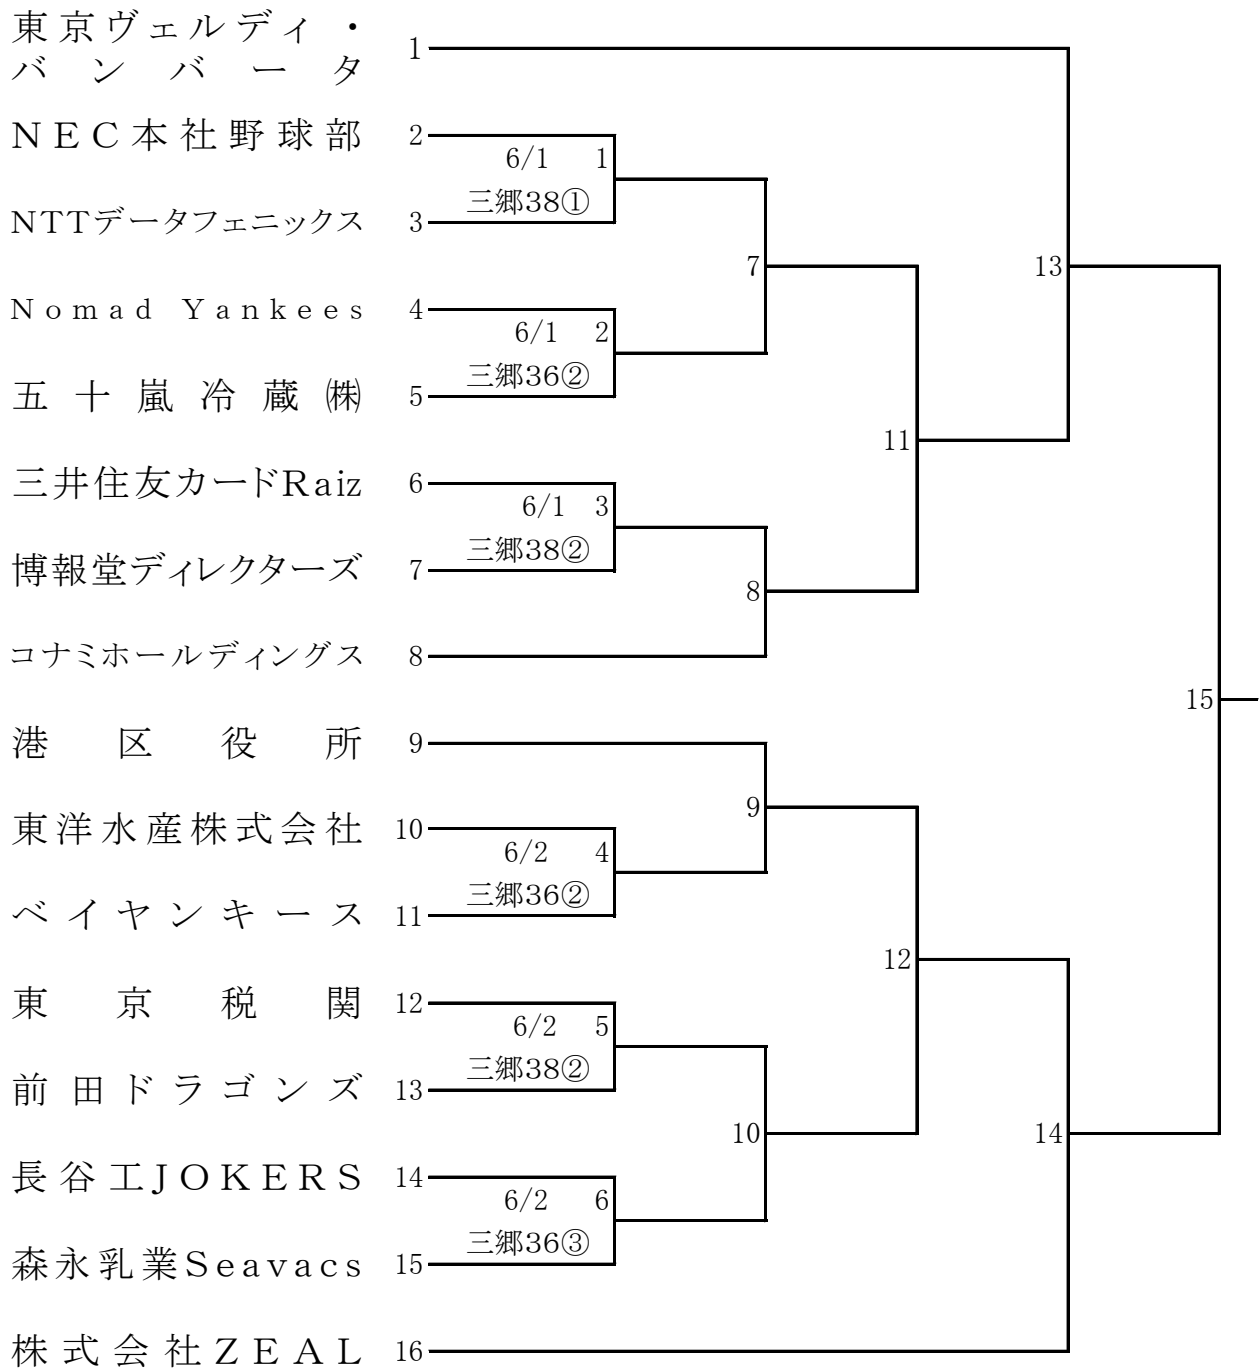 東京ヴェルディ・
バンバータ
1
NEC本社野球部 2
6/1 1
三郷38①
NTTデータフェニックス 3
7
13
Nomad Yankees 4
6/1 2
三郷36②
五十嵐冷蔵㈱ 5
11
三井住友カードRaiz 6
6/1 3
三郷38②
博報堂ディレクターズ 7
8
コナミホールディングス 8
15
港区役所 9
9
東洋水産株式会社 10
6/2 4
三郷36②
ベイヤンキース 11
12
東京税関 12
6/2 5
三郷38②
前田ドラゴンズ 13
10
14
長谷工JOKERS 14
6/2 6
三郷36③
森永乳業Seavacs 15
株式会社ZEAL 16